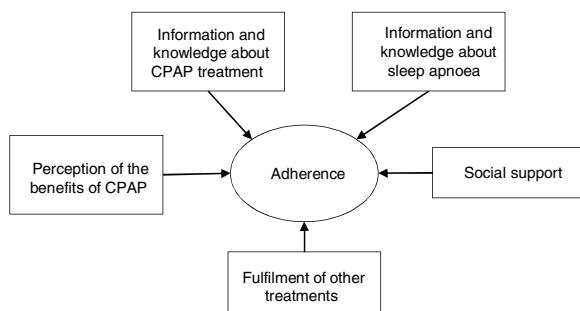 Information and
knowledge about
CPAP treatment
Information and
knowledge about
sleep apnoea
Perception of the
benefits of CPAP
Adherence
Social support
Fulfilment of other
treatments